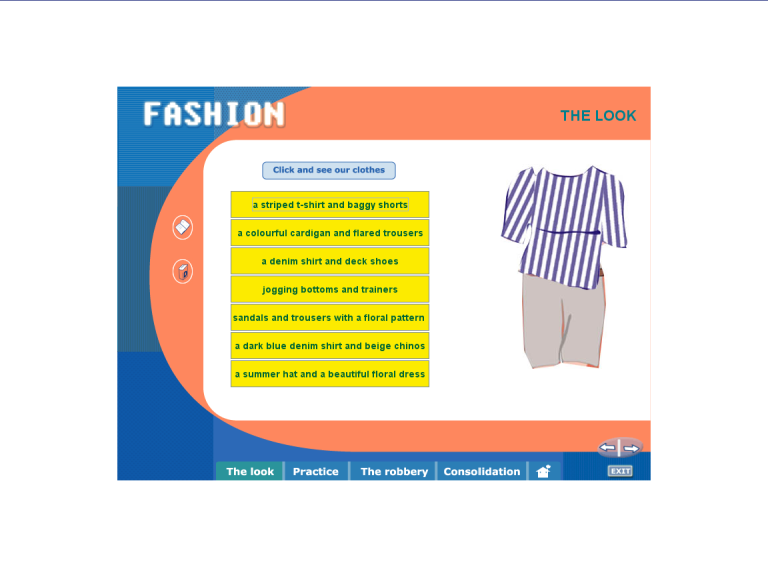 FASHION
THE LOOK
Click and see our clothes
a striped t-shirt and baggy shorts
a colourful cardigan and flared trousers
a denim shirt and deck shoes
jogging bottoms and trainers
sandals and trousers with a floral pattern
a dark blue denim shirt and beige chinos
a summer hat and a beautiful floral dress
The look
Practice
The robbery
Consolidation
EXIT